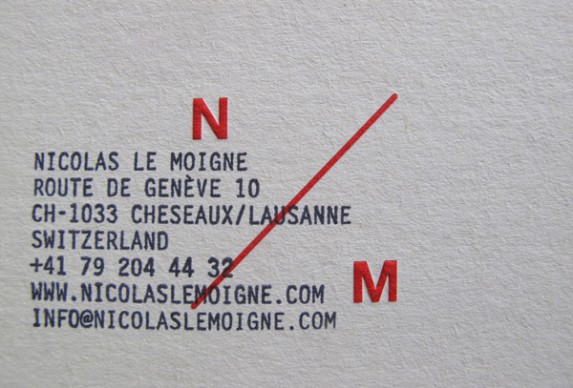 N
NICOLAS LE MOIGNE
ROUTE DE GENÈVE 10
CH-1033 CHESEAUX/LAUSANNE
SWITZERLAND
+41 79 204 44 32
WWW.NICOLASLEMOIGNE.COM
M
INFO@NICOLASLEMOIGNE.COM